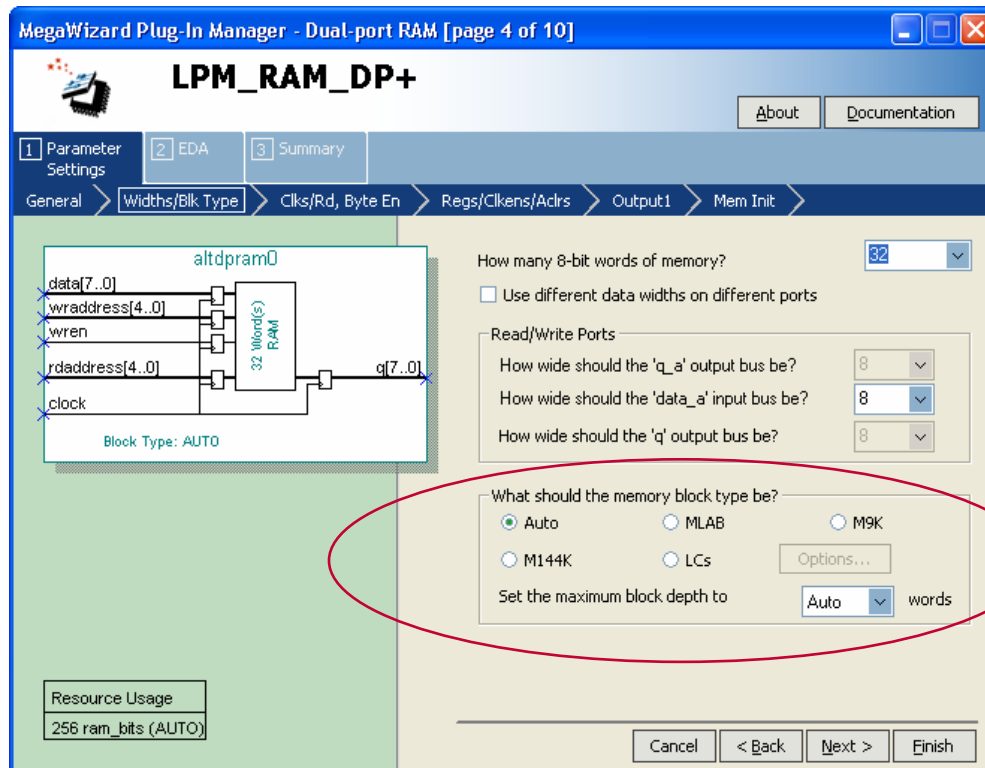 MegaWizard Plug-In Manager - Dual-port RAM [page 4 of 10]
LPM_RAM_DP+
About Documentation
1 Parameter Settings 2 EDA 3 Summary
General Widths/Blk Type Clks/Rd, Byte En Regs/Clkens/Aclrs Output1 Mem Init
altdpram0
data[7..0]
wraddress[4..0]
wren
rdaddress[4..0]
clock
32 Word(s)
RAM
q[7..0]
Block Type: AUTO
How many 8-bit words of memory? 32
Use different data widths on different ports
Read/Write Ports
How wide should the 'q_a' output bus be? 8
How wide should the 'data_a' input bus be? 8
How wide should the 'q' output bus be? 8
What should the memory block type be?
Auto MLAB M9K
M144K LCs Options...
Set the maximum block depth to Auto words
Resource Usage
256 ram_bits (AUTO)
Cancel < Back Next > Finish